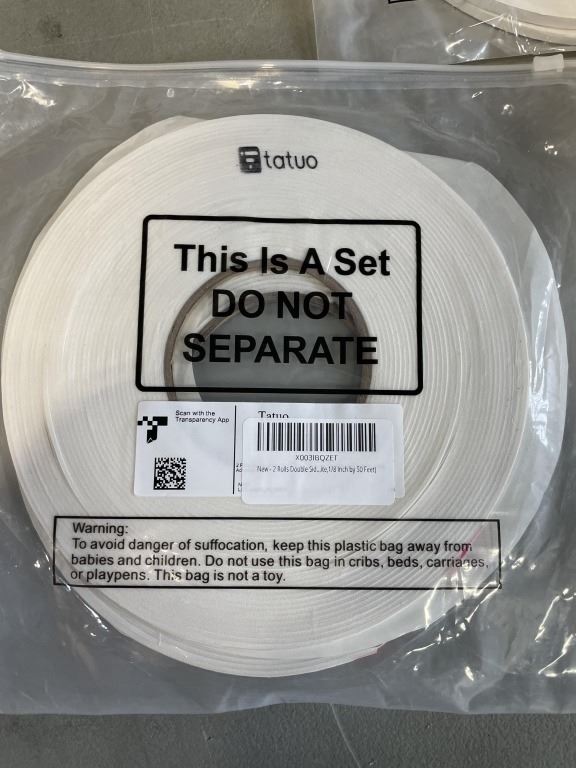 tatuo
This Is A Set
DO NOT
SEPARATE
Scan with the
Transparency App
Tatuo
X003IBQZET
New - 2 Rolls Double Sid...ite,1/8 Inch by 50 Feet)
Warning:
To avoid danger of suffocation, keep this plastic bag away from
babies and children. Do not use this bag in cribs, beds, carriages,
or playpens. This bag is not a toy.